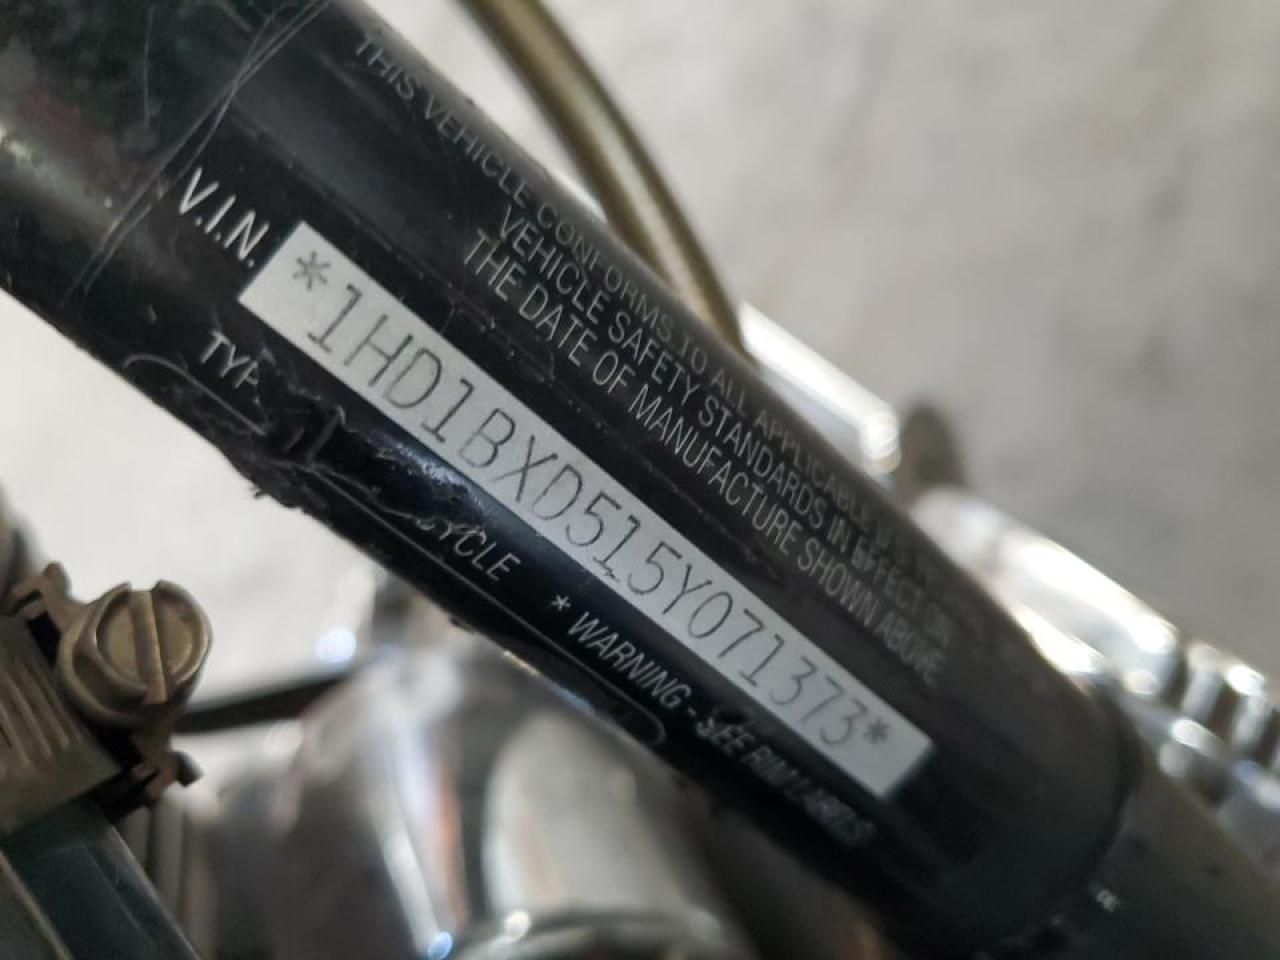 THIS VEHICLE CONFORMS TO ALL APPLICABLE U.S.
VEHICLE SAFETY STANDARDS IN EFFECT ON
THE DATE OF MANUFACTURE SHOWN ABOVE
V.I.N. *1HD1BXD515Y071373*
TYP
CYCLE
* WARNING - SEE RIM LABELS